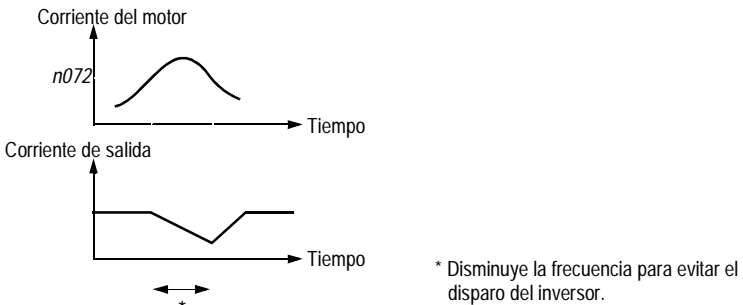 Corriente del motor
n072
Tiempo
Corriente de salida
Tiempo
*
* Disminuye la frecuencia para evitar el
disparo del inversor.